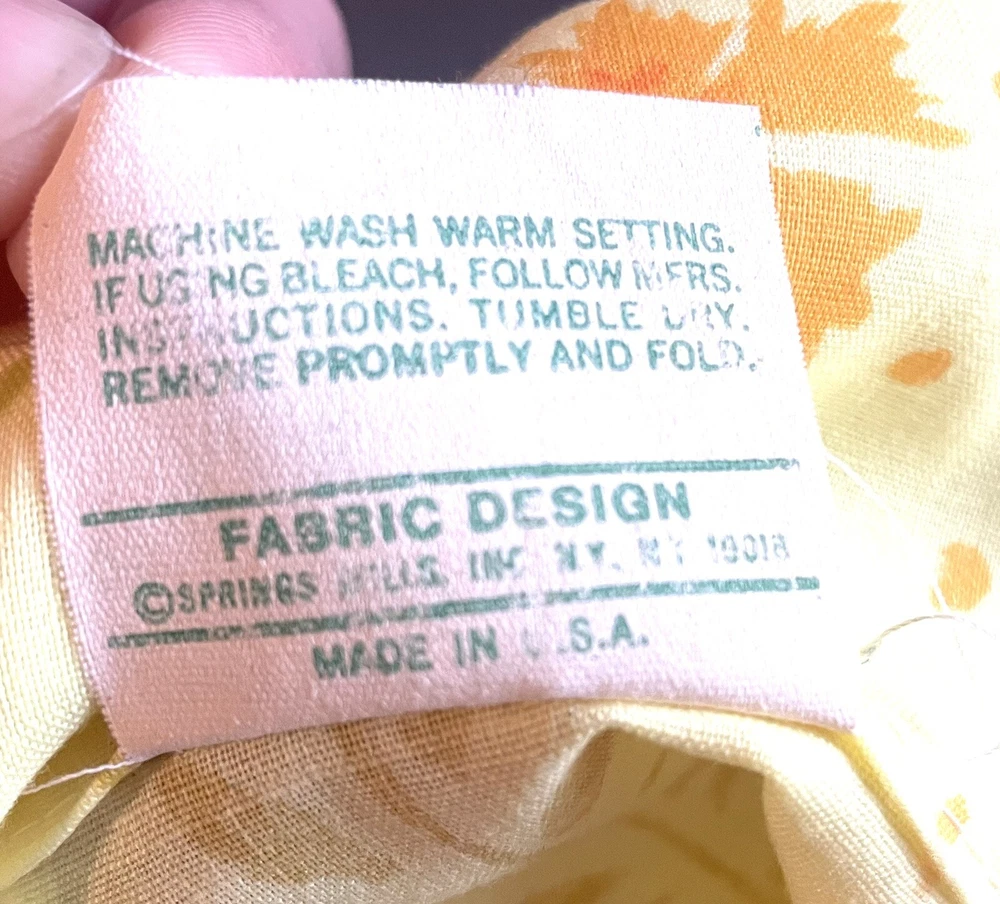 MACHINE WASH WARM SETTING.
IF USING BLEACH, FOLLOW MFRS.
INSTRUCTIONS. TUMBLE DRY.
REMOVE PROMPTLY AND FOLD.
FABRIC DESIGN
©SPRINGS MILLS, INC N.Y. N.Y.
MADE IN U.S.A.